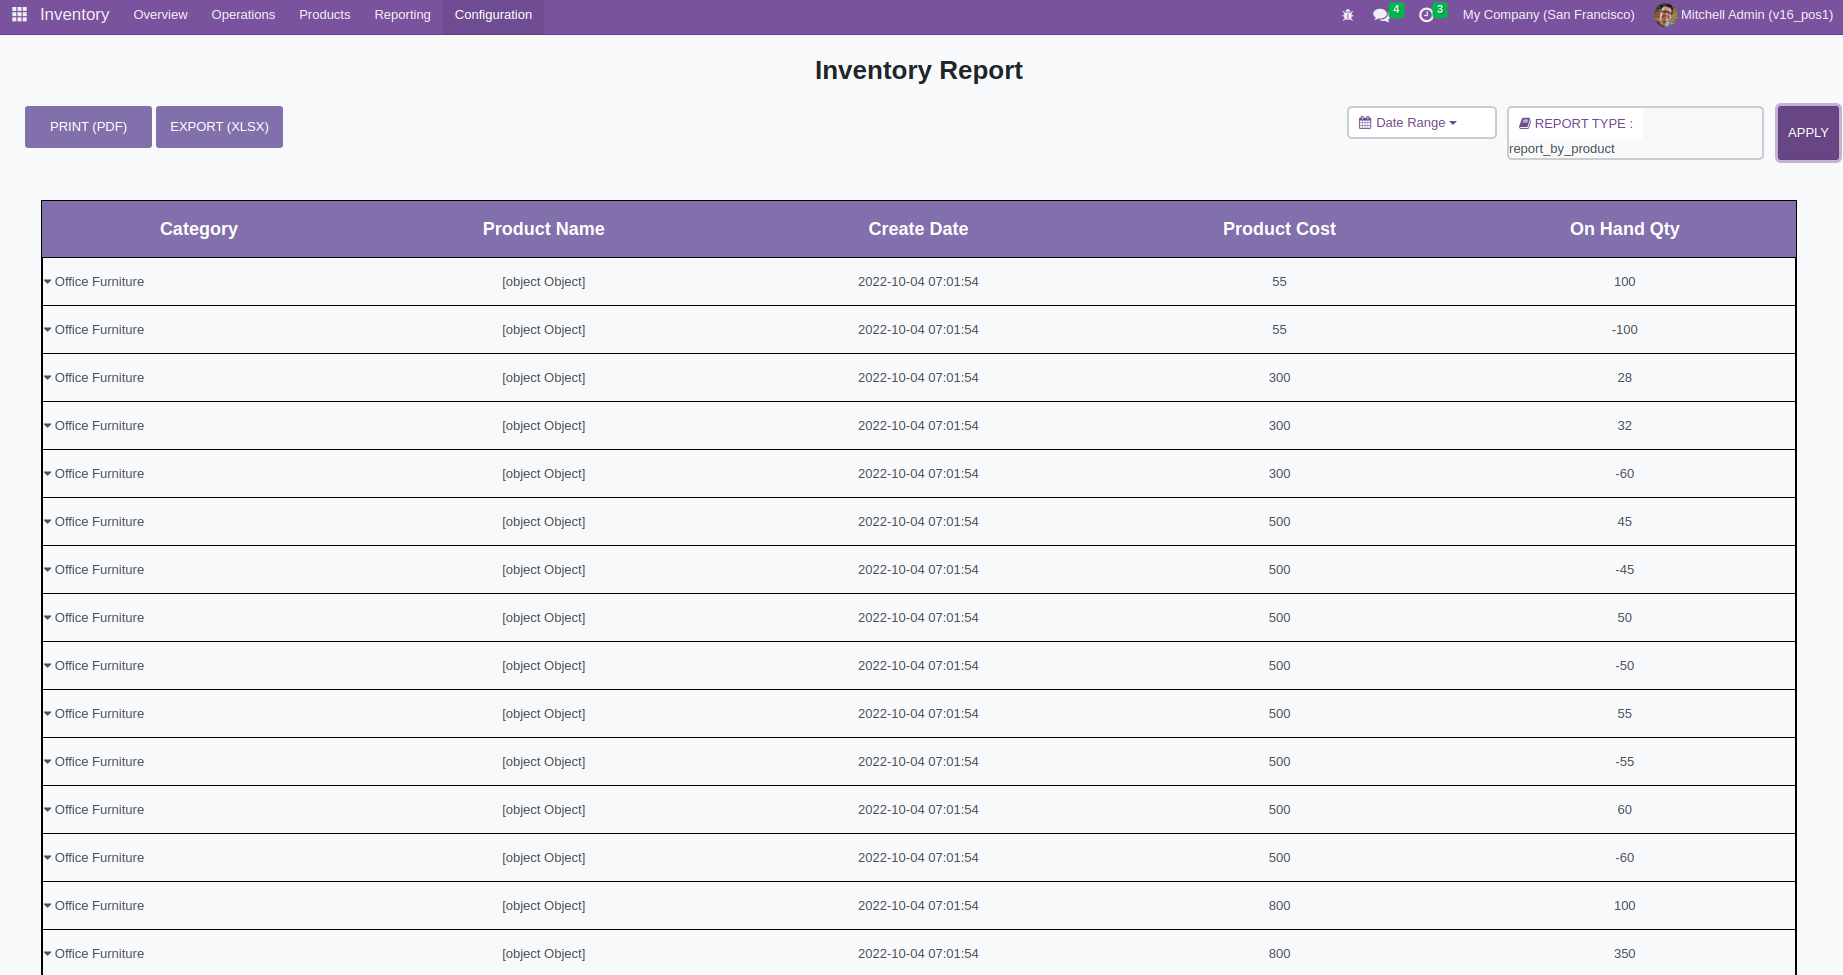 Inventory Overview Operations Products Reporting Configuration 4 3 My Company (San Francisco) Mitchell Admin (v16_pos1)
Inventory Report
PRINT (PDF) EXPORT (XLSX) Date Range REPORT TYPE : APPLY
report_by_product
Category Product Name Create Date Product Cost On Hand Qty
Office Furniture [object Object] 2022-10-04 07:01:54 55 100
Office Furniture [object Object] 2022-10-04 07:01:54 55 -100
Office Furniture [object Object] 2022-10-04 07:01:54 300 28
Office Furniture [object Object] 2022-10-04 07:01:54 300 32
Office Furniture [object Object] 2022-10-04 07:01:54 300 -60
Office Furniture [object Object] 2022-10-04 07:01:54 500 45
Office Furniture [object Object] 2022-10-04 07:01:54 500 -45
Office Furniture [object Object] 2022-10-04 07:01:54 500 50
Office Furniture [object Object] 2022-10-04 07:01:54 500 -50
Office Furniture [object Object] 2022-10-04 07:01:54 500 55
Office Furniture [object Object] 2022-10-04 07:01:54 500 -55
Office Furniture [object Object] 2022-10-04 07:01:54 500 60
Office Furniture [object Object] 2022-10-04 07:01:54 500 -60
Office Furniture [object Object] 2022-10-04 07:01:54 800 100
Office Furniture [object Object] 2022-10-04 07:01:54 800 350